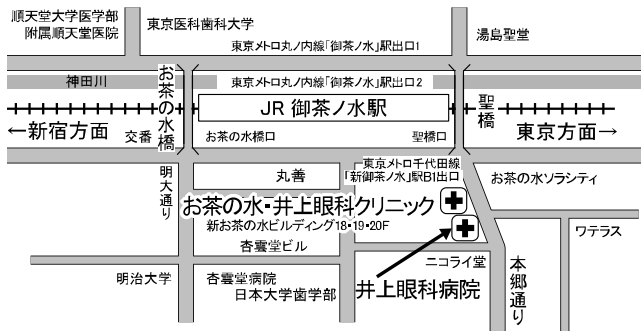 順天堂大学医学部
附属順天堂医院
東京医科歯科大学
東京メトロ丸ノ内線「御茶ノ水」駅出口1
湯島聖堂
神田川
お茶の水橋
東京メトロ丸ノ内線「御茶ノ水」駅出口2
JR 御茶ノ水駅
聖橋
←新宿方面
交番
お茶の水橋口
聖橋口
東京方面→
明大通り
丸善
東京メトロ千代田線
「新御茶ノ水」駅B1出口
お茶の水ソラシティ
お茶の水・井上眼科クリニック
新お茶の水ビルディング18・19・20F
ワテラス
杏雲堂ビル
ニコライ堂
本郷通り
明治大学
杏雲堂病院
日本大学歯学部
井上眼科病院